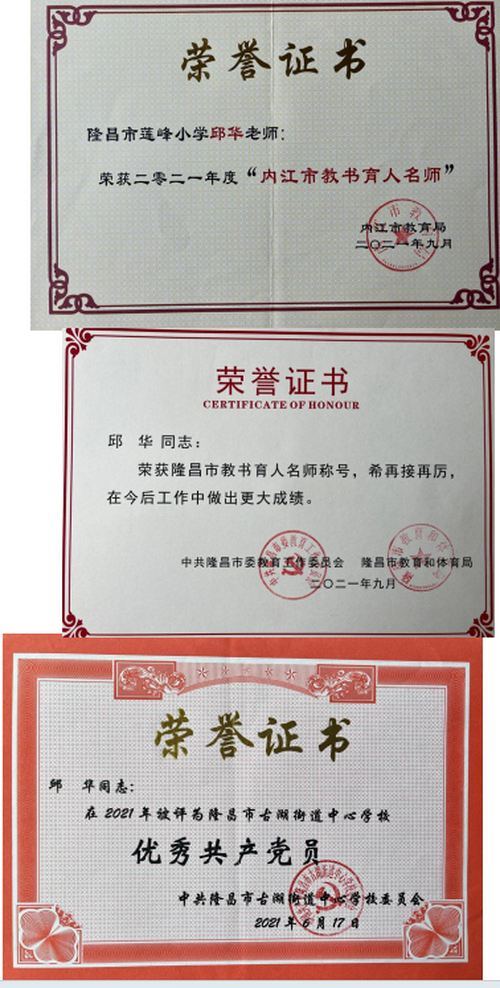 荣誉证书
隆昌市莲峰小学邱华老师：
荣获二零二一年度“内江市教书育人名师”
内江市教育局
二〇二一年九月
荣誉证书
CERTIFICATE OF HONOUR
邱 华 同志：
荣获隆昌市教书育人名师称号，希再接再厉，
在今后工作中做出更大成绩。
中共隆昌市委教育工作委员会 隆昌市教育和体育局
二〇二一年九月
荣誉证书
邱 华同志：
在2021年被评为隆昌市古湖街道中心学校
优秀共产党员
中共隆昌市古湖街道中心学校委员会
2021年6月17日